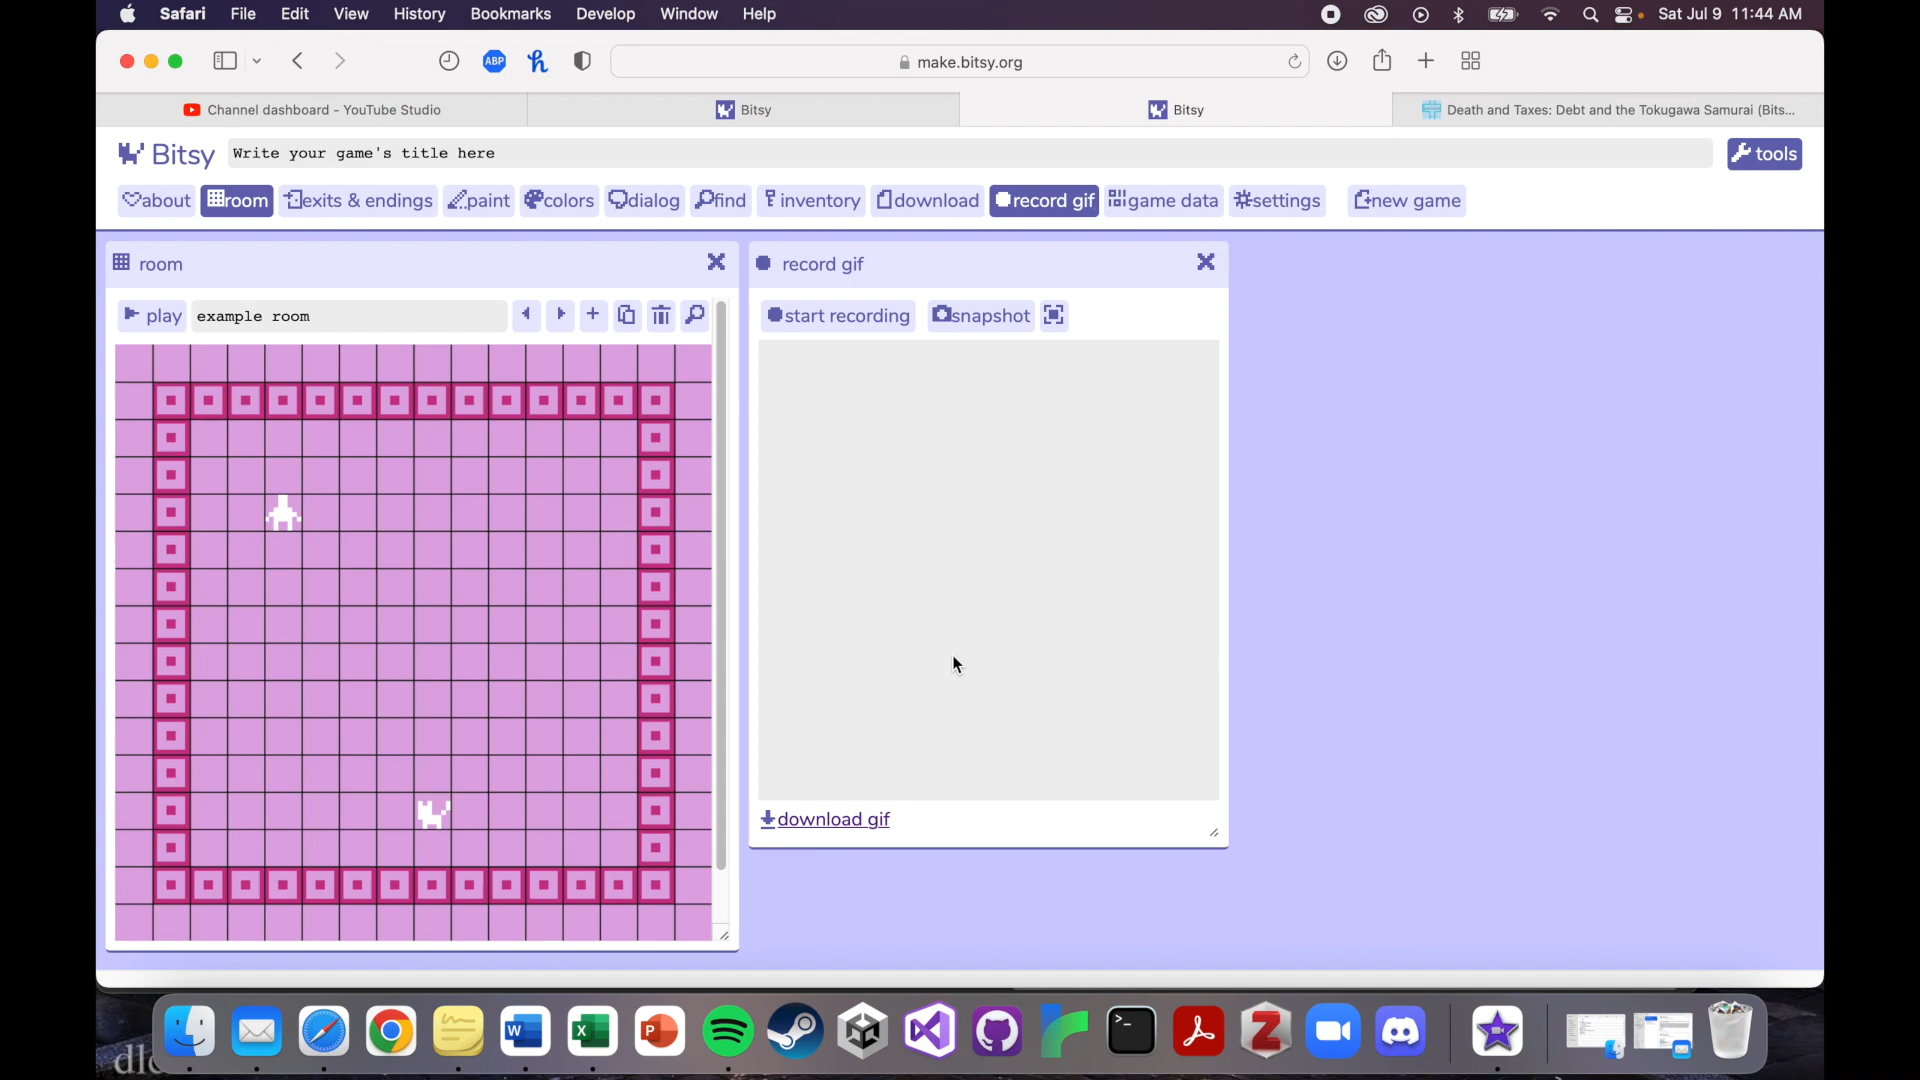 Safari File Edit View History Bookmarks Develop Window Help Sat Jul 9 11:44 AM
ABP make.bitsy.org
Channel dashboard - YouTube Studio Bitsy Bitsy Death and Taxes: Debt and the Tokugawa Samurai (Bits...
Bitsy Write your game's title here tools
about room exits & endings paint colors dialog find inventory download record gif game data settings new game
room record gif
play example room start recording snapshot
download gif
W X P Z